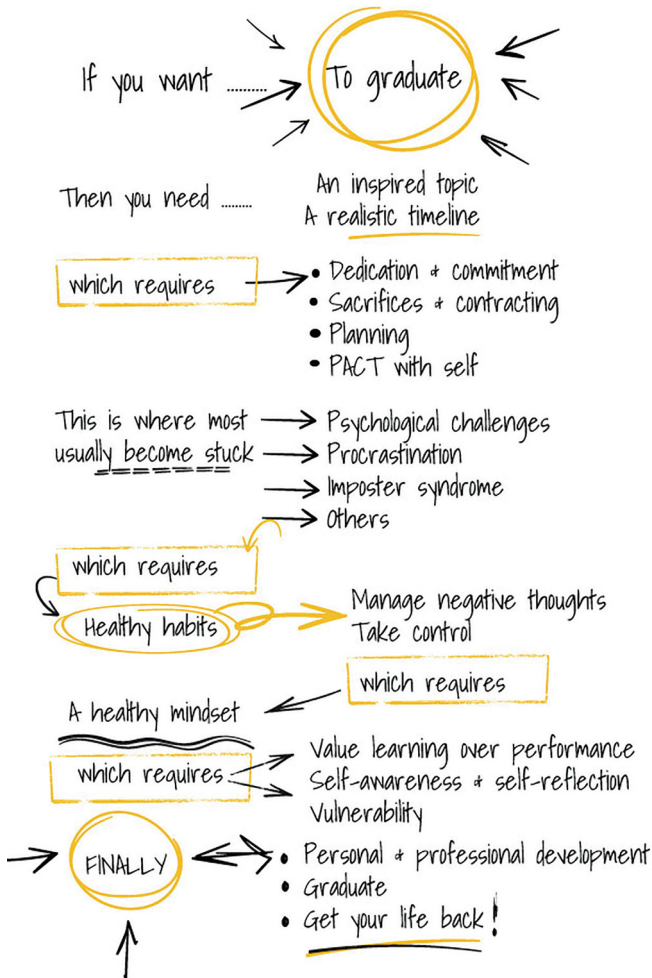 If you want ......... To graduate
Then you need ........ An inspired topic
A realistic timeline
which requires
• Dedication & commitment
• Sacrifices & contracting
• Planning
• PACT with self
This is where most
usually become stuck
Psychological challenges
Procrastination
Imposter syndrome
Others
which requires
Healthy habits
Manage negative thoughts
Take control
which requires
A healthy mindset
which requires
Value learning over performance
Self-awareness & self-reflection
Vulnerability
FINALLY
• Personal & professional development
• Graduate
• Get your life back!